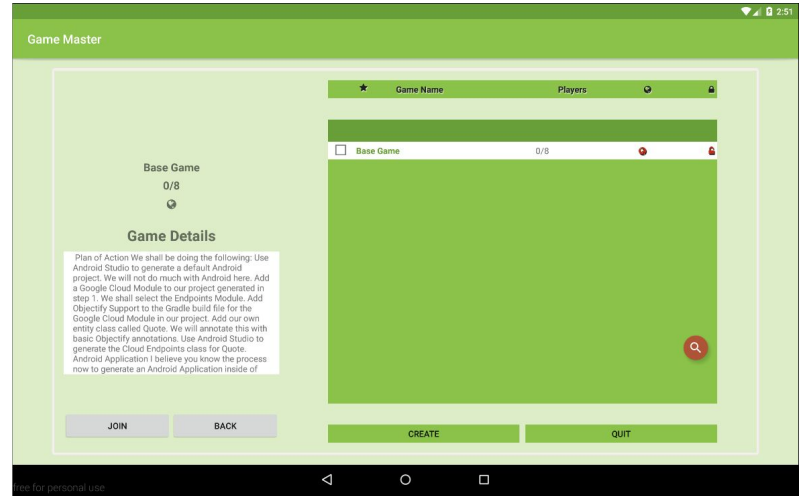 2:51
Game Master
Game Name Players
Base Game 0/8
Base Game
0/8
Game Details
Plan of Action We shall be doing the following: Use
Android Studio to generate a default Android
project. We will not do much with Android here. Add
a Google Cloud Module to our project generated in
step 1. We shall select the Endpoints Module. Add
Objectify Support to the Gradle build file for the
Google Cloud Module in our project. Add our own
entity class called Quote. We will annotate this with
basic Objectify annotations. Use Android Studio to
generate the Cloud Endpoints class for Quote.
Android Application I believe you know the process
now to generate an Android Application inside of
JOIN BACK
CREATE QUIT
free for personal use